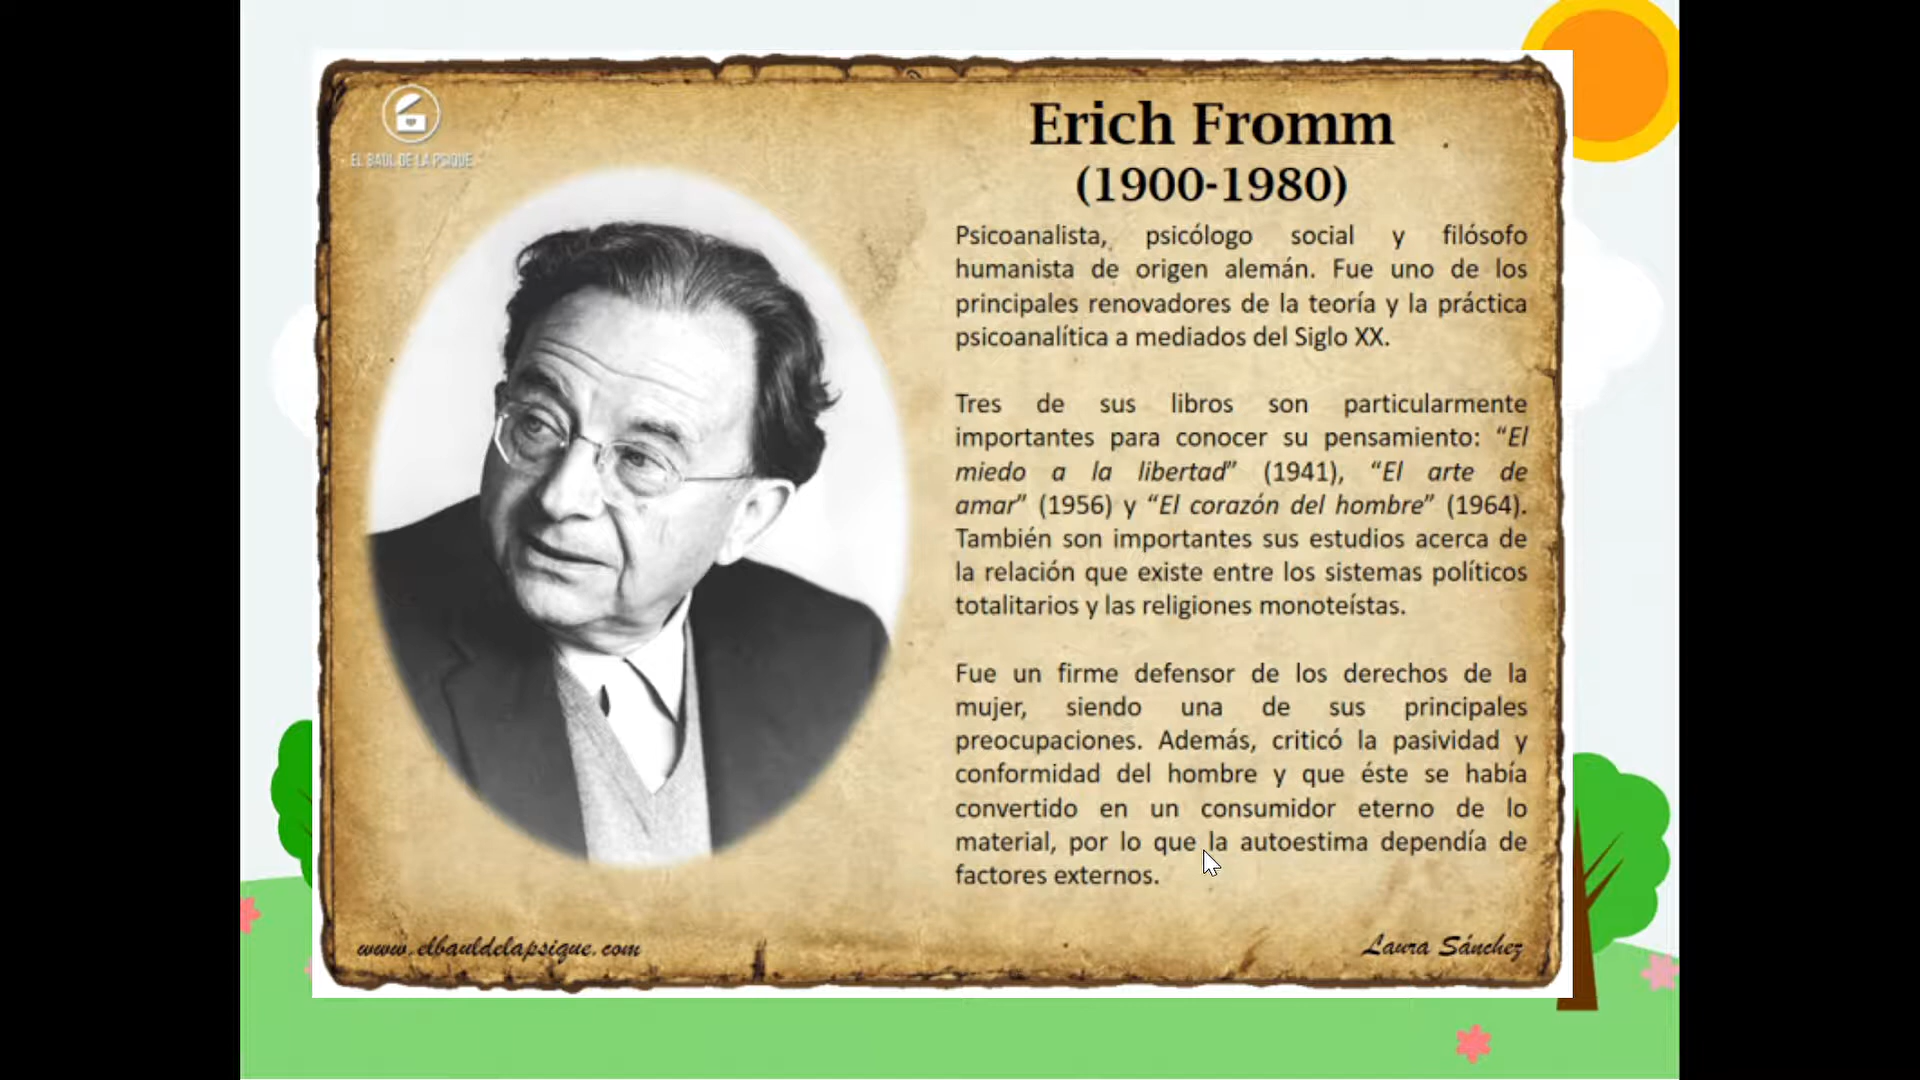 EL BAÚL DE LA PSIQUE
Erich Fromm
(1900-1980)
Psicoanalista, psicólogo social y filósofo
humanista de origen alemán. Fue uno de los
principales renovadores de la teoría y la práctica
psicoanalítica a mediados del Siglo XX.
Tres de sus libros son particularmente
importantes para conocer su pensamiento: “El
miedo a la libertad” (1941), “El arte de
amar” (1956) y “El corazón del hombre” (1964).
También son importantes sus estudios acerca de
la relación que existe entre los sistemas políticos
totalitarios y las religiones monoteístas.
Fue un firme defensor de los derechos de la
mujer, siendo una de sus principales
preocupaciones. Además, criticó la pasividad y
conformidad del hombre y que éste se había
convertido en un consumidor eterno de lo
material, por lo que la autoestima dependía de
factores externos.
www.elbauldelapsique.com
Laura Sánchez